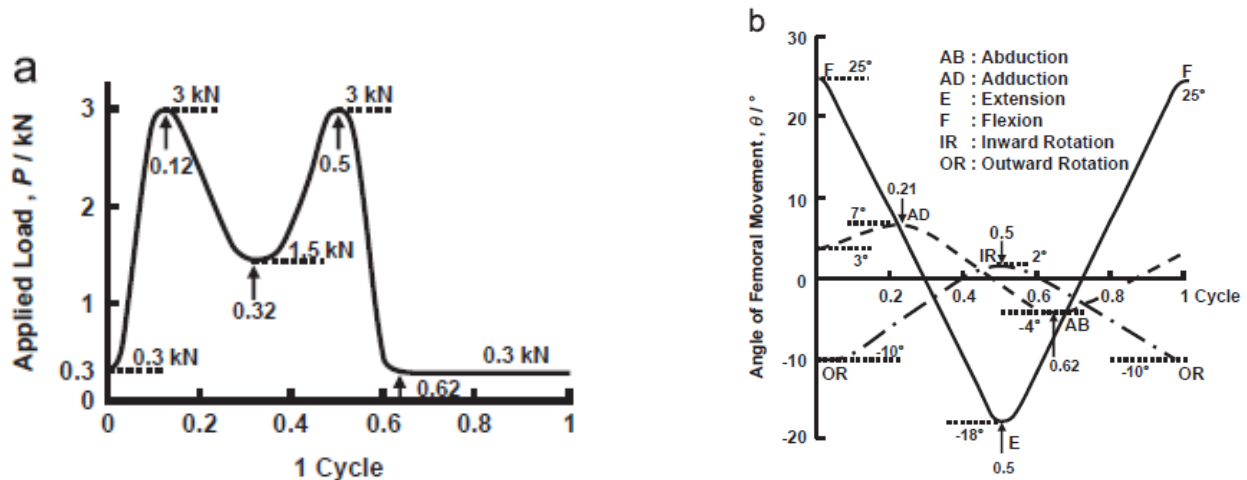 a
Applied Load , P / kN
3
2
1
0.3
0
3 kN
3 kN
0.12
0.5
1.5 kN
0.32
0.3 kN
0.3 kN
0.62
0
0.2
0.4
0.6
0.8
1
1 Cycle
b
Angle of Femoral Movement , θ / °
30
20
10
0
-10
-20
F
25°
AB : Abduction
AD : Adduction
E : Extension
F : Flexion
IR : Inward Rotation
OR : Outward Rotation
F
25°
0.21
7°
AD
3°
0.5
IR
2°
0.2
0.4
0.6
0.8
1 Cycle
-4°
AB
0.62
-10°
OR
-10°
OR
-18°
E
0.5